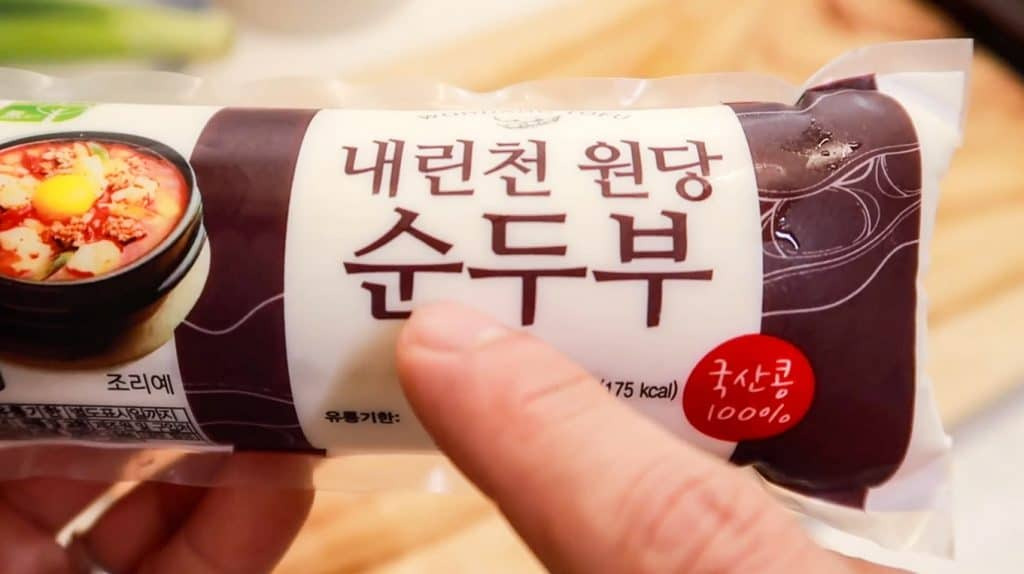 내린천 원당
순두부
(175 kcal)
국산콩
100%
조리예
유통기한: